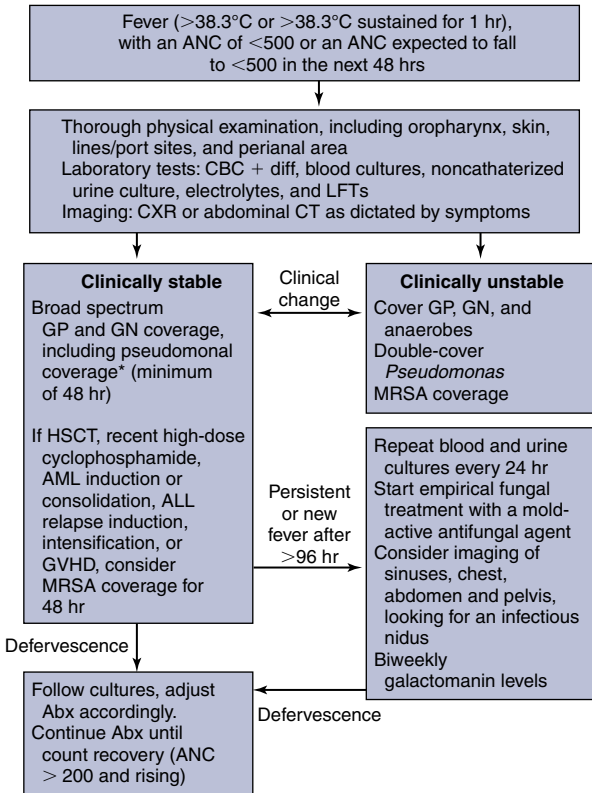 Fever (>38.3°C or >38.3°C sustained for 1 hr),
with an ANC of <500 or an ANC expected to fall
to <500 in the next 48 hrs
Thorough physical examination, including oropharynx, skin,
lines/port sites, and perianal area
Laboratory tests: CBC + diff, blood cultures, noncathaterized
urine culture, electrolytes, and LFTs
Imaging: CXR or abdominal CT as dictated by symptoms
Clinically stable
Broad spectrum
GP and GN coverage,
including pseudomonal
coverage* (minimum
of 48 hr)
If HSCT, recent high-dose
cyclophosphamide,
AML induction or
consolidation, ALL
relapse induction,
intensification, or
GVHD, consider
MRSA coverage for
48 hr
Clinical
change
Clinically unstable
Cover GP, GN, and
anaerobes
Double-cover
Pseudomonas
MRSA coverage
Persistent
or new
fever after
>96 hr
Repeat blood and urine
cultures every 24 hr
Start empirical fungal
treatment with a mold-
active antifungal agent
Consider imaging of
sinuses, chest,
abdomen and pelvis,
looking for an infectious
nidus
Biweekly
galactomanin levels
Defervescence
Defervescence
Follow cultures, adjust
Abx accordingly.
Continue Abx until
count recovery (ANC
> 200 and rising)